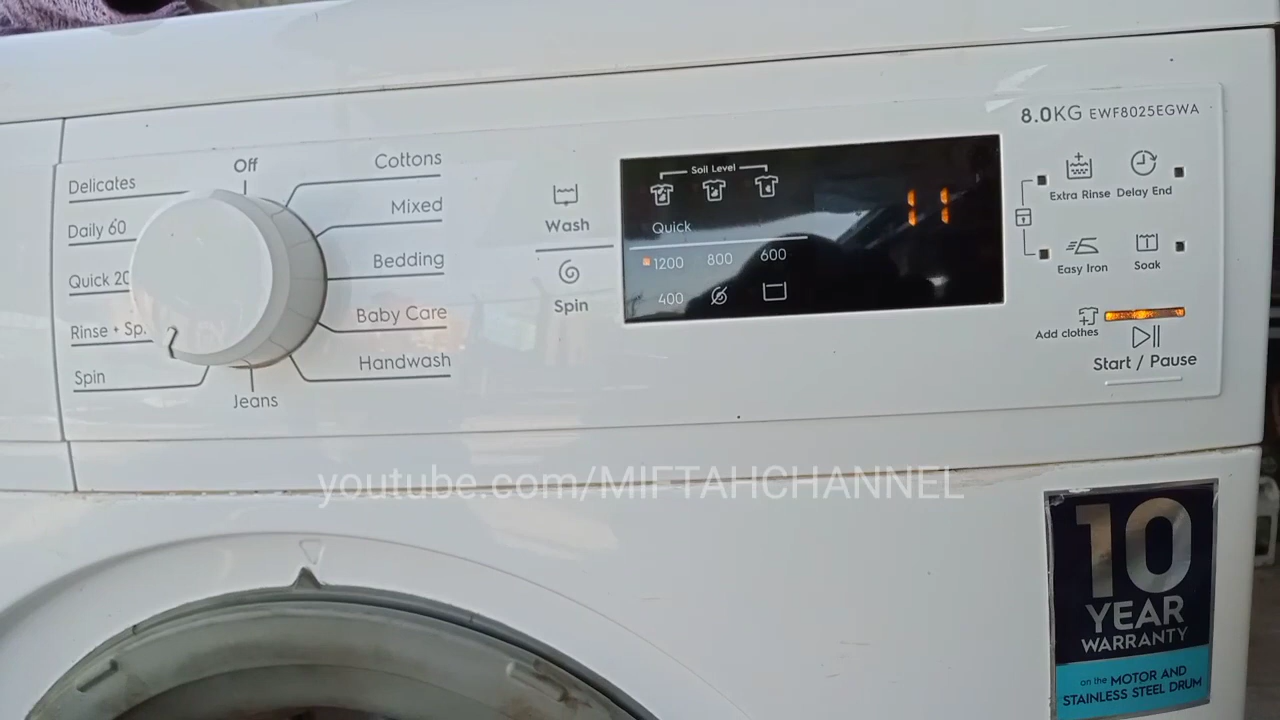 8.0KG EWF8025EGWA
Off
Cottons
Delicates
Mixed
Daily 60
Bedding
Quick 20
Baby Care
Rinse + Sp.
Handwash
Spin
Jeans
Wash
Spin
Soil Level
Quick
1200 800 600
400
11
Extra Rinse Delay End
Easy Iron Soak
Add clothes
Start / Pause
youtube.com/MIFTAHCHANNEL
10
YEAR
WARRANTY
on the MOTOR AND
STAINLESS STEEL DRUM